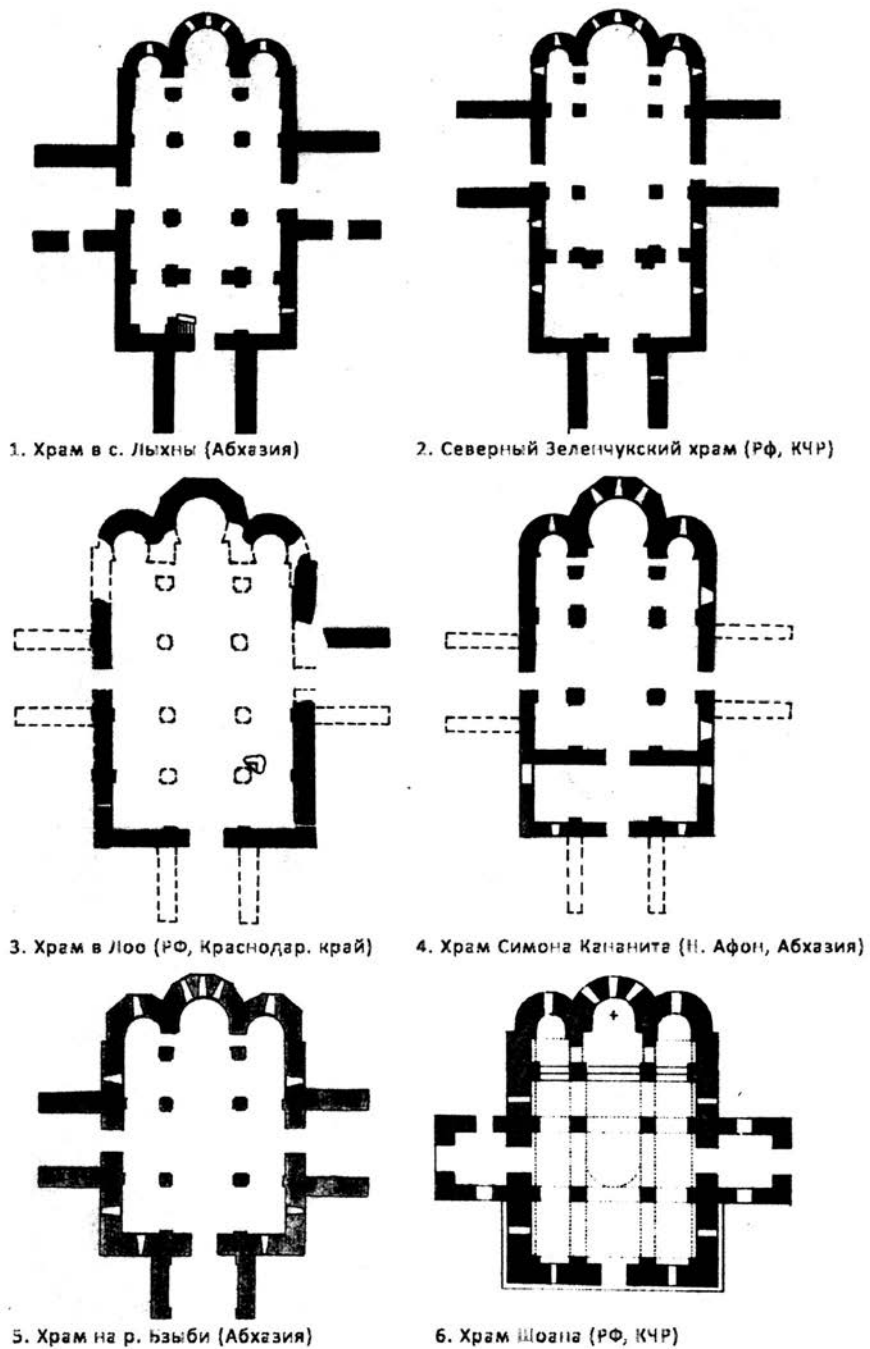 1. Храм в с. Лыхны (Абхазия)
2. Северный Зеленчукский храм (РФ, КЧР)
3. Храм в Лоо (РФ, Краснодар. край)
4. Храм Симона Кананита (Н. Афон, Абхазия)
5. Храм на р. Бзыби (Абхазия)
6. Храм Шоана (РФ, КЧР)